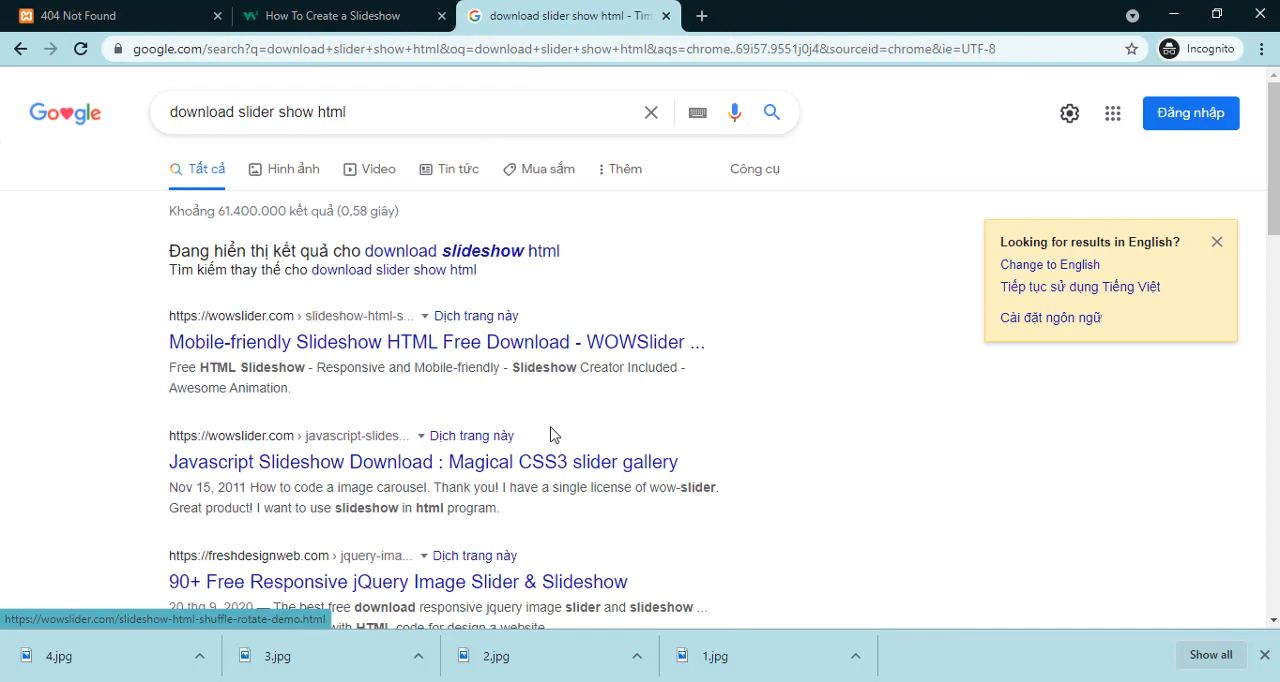 404 Not Found
How To Create a Slideshow
download slider show html - Tìm
google.com/search?q=download+slider+show+html&oq=download+slider+show+html&aqs=chrome..69i57.9551j0j4&sourceid=chrome&ie=UTF-8
Incognito
download slider show html
Đăng nhập
Tất cả
Hình ảnh
Video
Tin tức
Mua sắm
Thêm
Công cụ
Khoảng 61.400.000 kết quả (0,58 giây)
Đang hiển thị kết quả cho download slideshow html
Tìm kiếm thay thế cho download slider show html
Looking for results in English?
Change to English
Tiếp tục sử dụng Tiếng Việt
Cài đặt ngôn ngữ
https://wowslider.com › slideshow-html-s... Dịch trang này
Mobile-friendly Slideshow HTML Free Download - WOWSlider ...
Free HTML Slideshow - Responsive and Mobile-friendly - Slideshow Creator Included -
Awesome Animation.
https://wowslider.com › javascript-slides... Dịch trang này
Javascript Slideshow Download : Magical CSS3 slider gallery
Nov 15, 2011 How to code a image carousel. Thank you! I have a single license of wow-slider.
Great product! I want to use slideshow in html program.
https://freshdesignweb.com › jquery-ima... Dịch trang này
90+ Free Responsive jQuery Image Slider & Slideshow
20 thg 9, 2020 — The best free download responsive jquery image slider and slideshow ...
with HTML code for design a website.
https://wowslider.com/slideshow-html-shuffle-rotate-demo.html
4.jpg
3.jpg
2.jpg
1.jpg
Show all